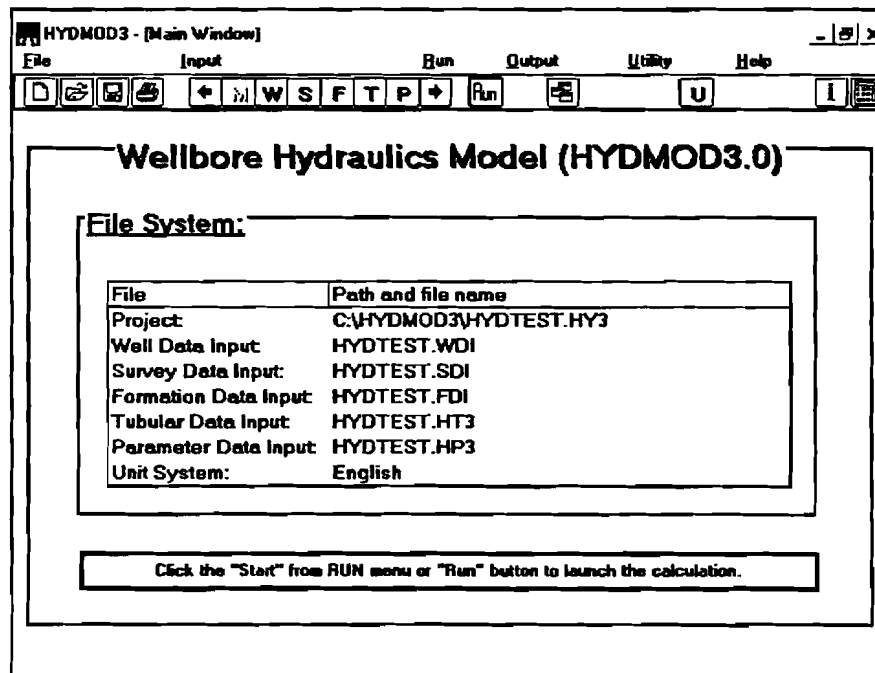 HYDMOD3 - [Main Window]
File Input Run Output Utility Help
W S F T P Run U i
Wellbore Hydraulics Model (HYDMOD3.0)
File System:
File Path and file name
Project: C:\HYDMOD3\HYDTEST.HY3
Well Data Input: HYDTEST.WDI
Survey Data Input: HYDTEST.SDI
Formation Data Input: HYDTEST.FDI
Tubular Data Input: HYDTEST.HT3
Parameter Data Input: HYDTEST.HP3
Unit System: English
Click the "Start" from RUN menu or "Run" button to launch the calculation.